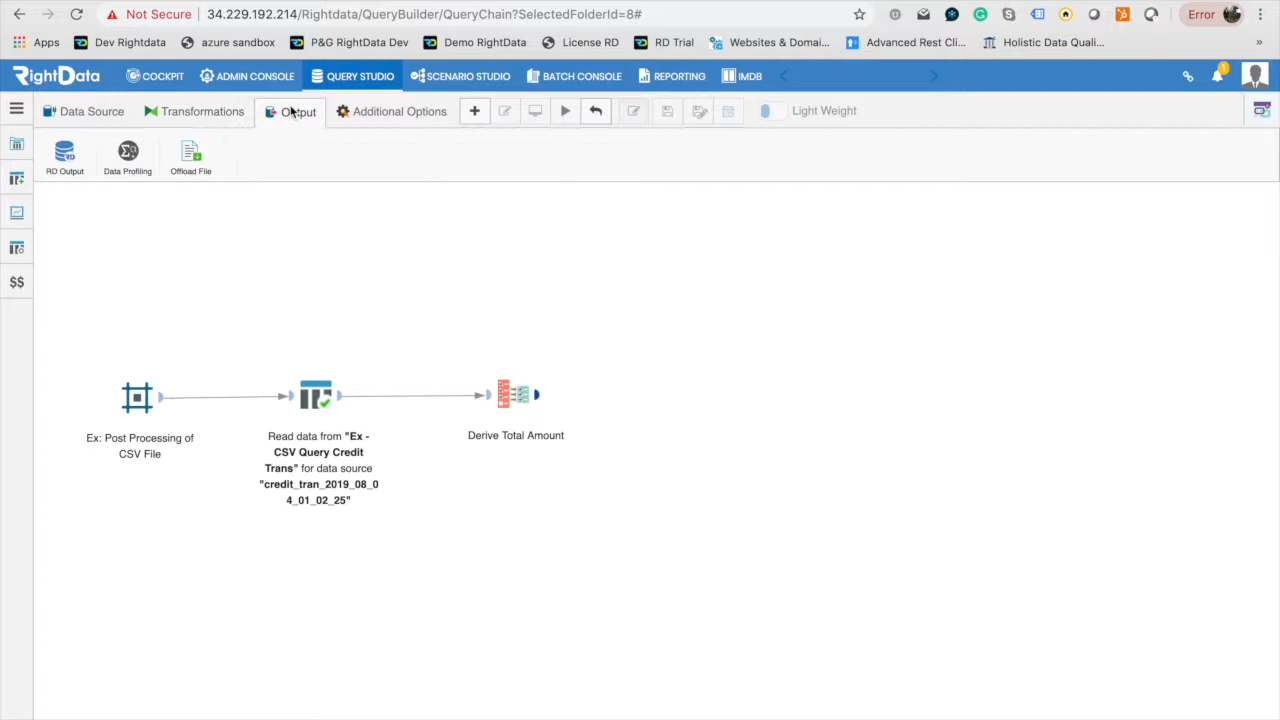 Not Secure 34.229.192.214/Rightdata/QueryBuilder/QueryChain?SelectedFolderId=8# Error
Apps Dev Rightdata azure sandbox P&G RightData Dev Demo RightData License RD RD Trial Websites & Domai... Advanced Rest Cli... Holistic Data Quali... »
RightData COCKPIT ADMIN CONSOLE QUERY STUDIO SCENARIO STUDIO BATCH CONSOLE REPORTING IMDB 1
Data Source Transformations Output Additional Options Light Weight
RD Output Data Profiling Offload File
$$
Ex: Post Processing of
CSV File
Read data from "Ex -
CSV Query Credit
Trans" for data source
"credit_tran_2019_08_0
4_01_02_25"
Derive Total Amount